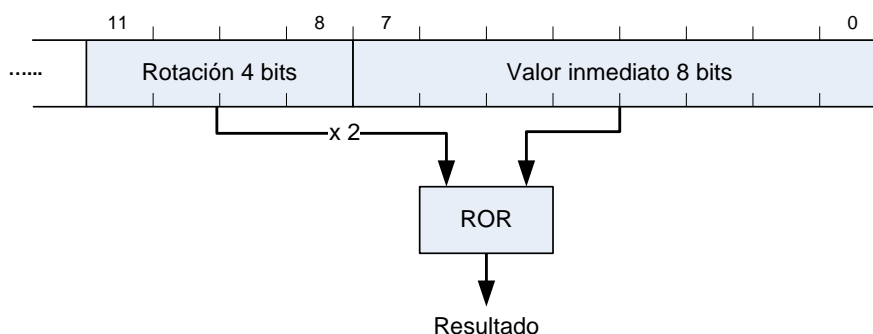 11 8 7 0
...... Rotación 4 bits Valor inmediato 8 bits
x 2
ROR
Resultado